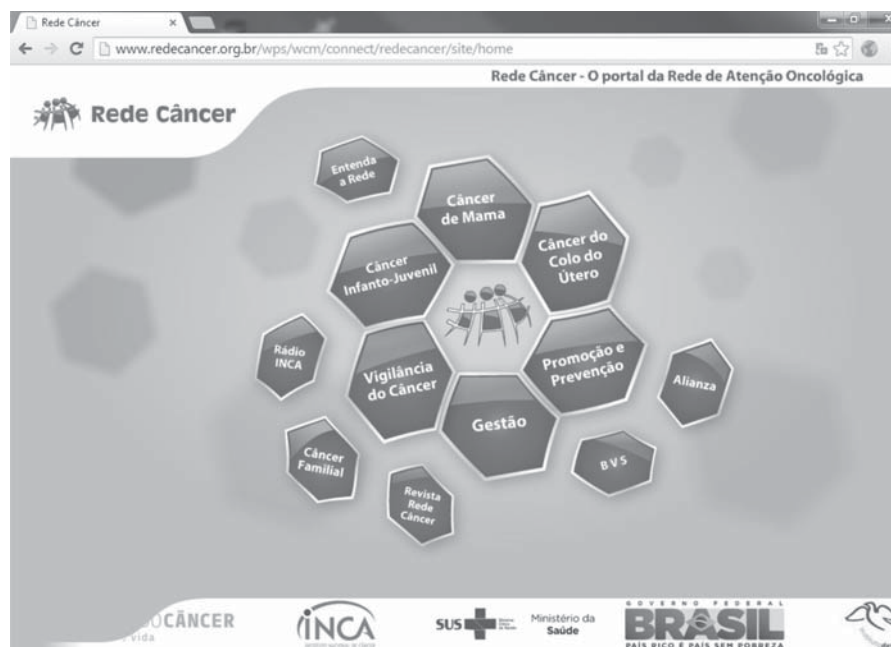 Rede Câncer
www.redecancer.org.br/wps/wcm/connect/redecancer/site/home
Rede Câncer - O portal da Rede de Atenção Oncológica
Rede Câncer
Entenda
a Rede
Câncer
de Mama
Câncer do
Colo do
Útero
Câncer
Infanto-Juvenil
Rádio
INCA
Vigilância
do Câncer
Promoção e
Prevenção
Alianza
Gestão
Câncer
Familial
BVS
Revista
Rede
Câncer
CÂNCER
vida
INCA
SUS
Ministério da
Saúde
GOVERNO FEDERAL
BRASIL
PAÍS RICO É PAÍS SEM POBREZA